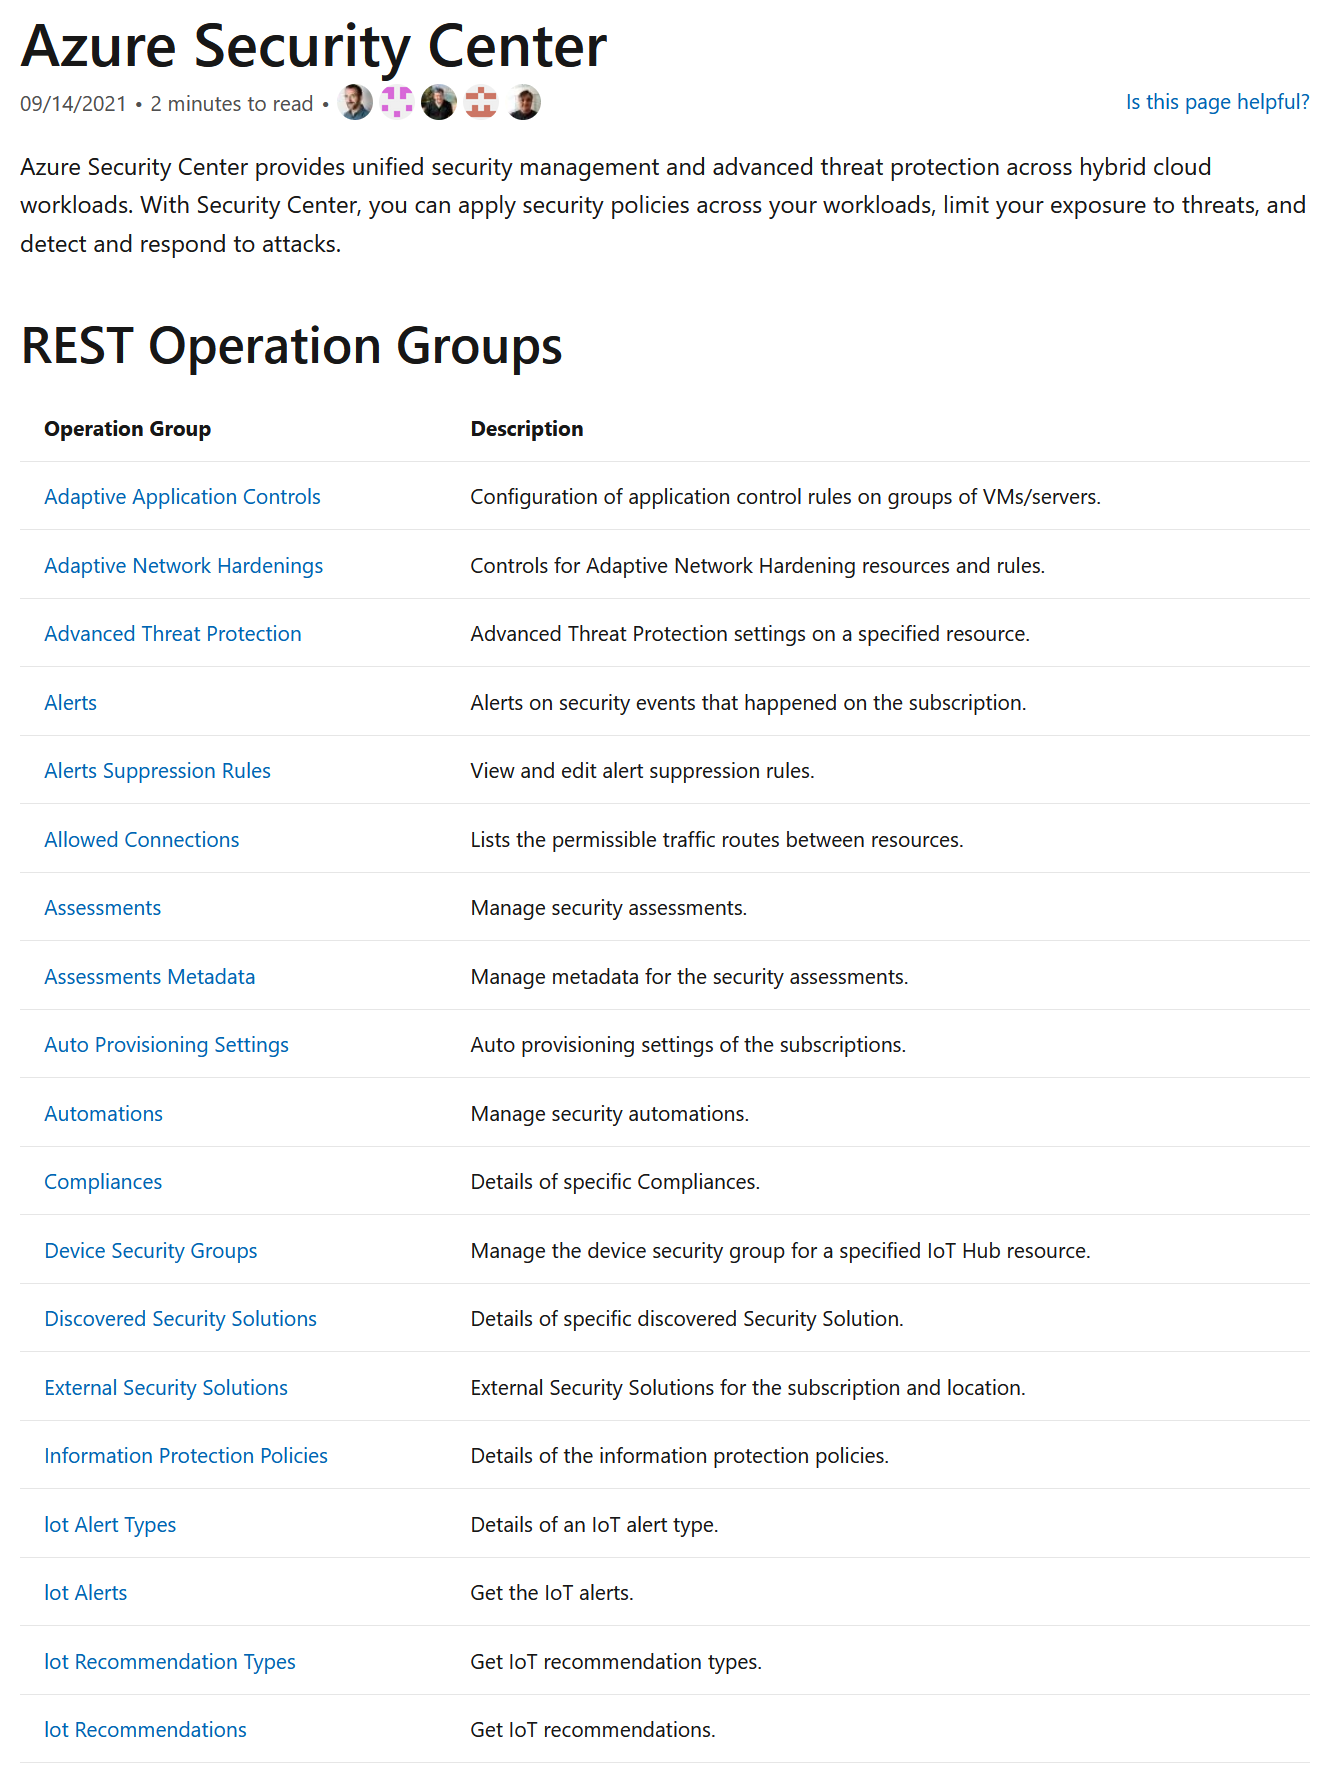 Azure Security Center
09/14/2021 • 2 minutes to read •
Is this page helpful?
Azure Security Center provides unified security management and advanced threat protection across hybrid cloud
workloads. With Security Center, you can apply security policies across your workloads, limit your exposure to threats, and
detect and respond to attacks.
REST Operation Groups
Operation Group Description
Adaptive Application Controls Configuration of application control rules on groups of VMs/servers.
Adaptive Network Hardenings Controls for Adaptive Network Hardening resources and rules.
Advanced Threat Protection Advanced Threat Protection settings on a specified resource.
Alerts Alerts on security events that happened on the subscription.
Alerts Suppression Rules View and edit alert suppression rules.
Allowed Connections Lists the permissible traffic routes between resources.
Assessments Manage security assessments.
Assessments Metadata Manage metadata for the security assessments.
Auto Provisioning Settings Auto provisioning settings of the subscriptions.
Automations Manage security automations.
Compliances Details of specific Compliances.
Device Security Groups Manage the device security group for a specified IoT Hub resource.
Discovered Security Solutions Details of specific discovered Security Solution.
External Security Solutions External Security Solutions for the subscription and location.
Information Protection Policies Details of the information protection policies.
Iot Alert Types Details of an IoT alert type.
Iot Alerts Get the IoT alerts.
Iot Recommendation Types Get IoT recommendation types.
Iot Recommendations Get IoT recommendations.